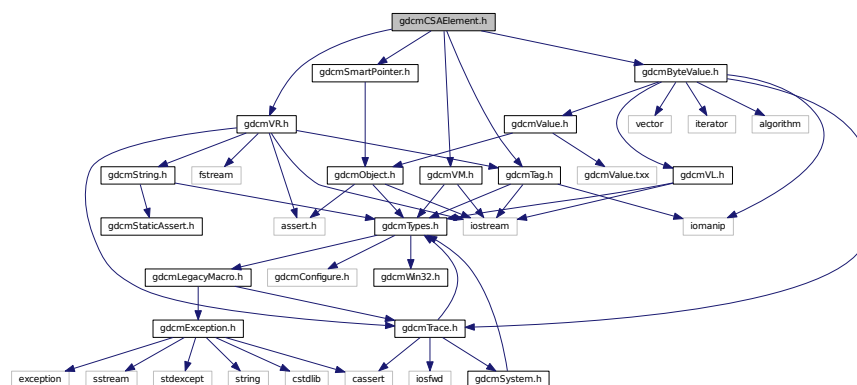 gdcmCSAElement.h
gdcmSmartPointer.h
gdcmByteValue.h
gdcmVR.h
gdcmValue.h
vector
iterator
algorithm
gdcmString.h
fstream
gdcmObject.h
gdcmVM.h
gdcmTag.h
gdcmValue.txx
gdcmVL.h
gdcmStaticAssert.h
assert.h
gdcmTypes.h
iostream
iomanip
gdcmLegacyMacro.h
gdcmConfigure.h
gdcmWin32.h
gdcmException.h
gdcmTrace.h
exception
sstream
stdexcept
string
cstdlib
cassert
iosfwd
gdcmSystem.h